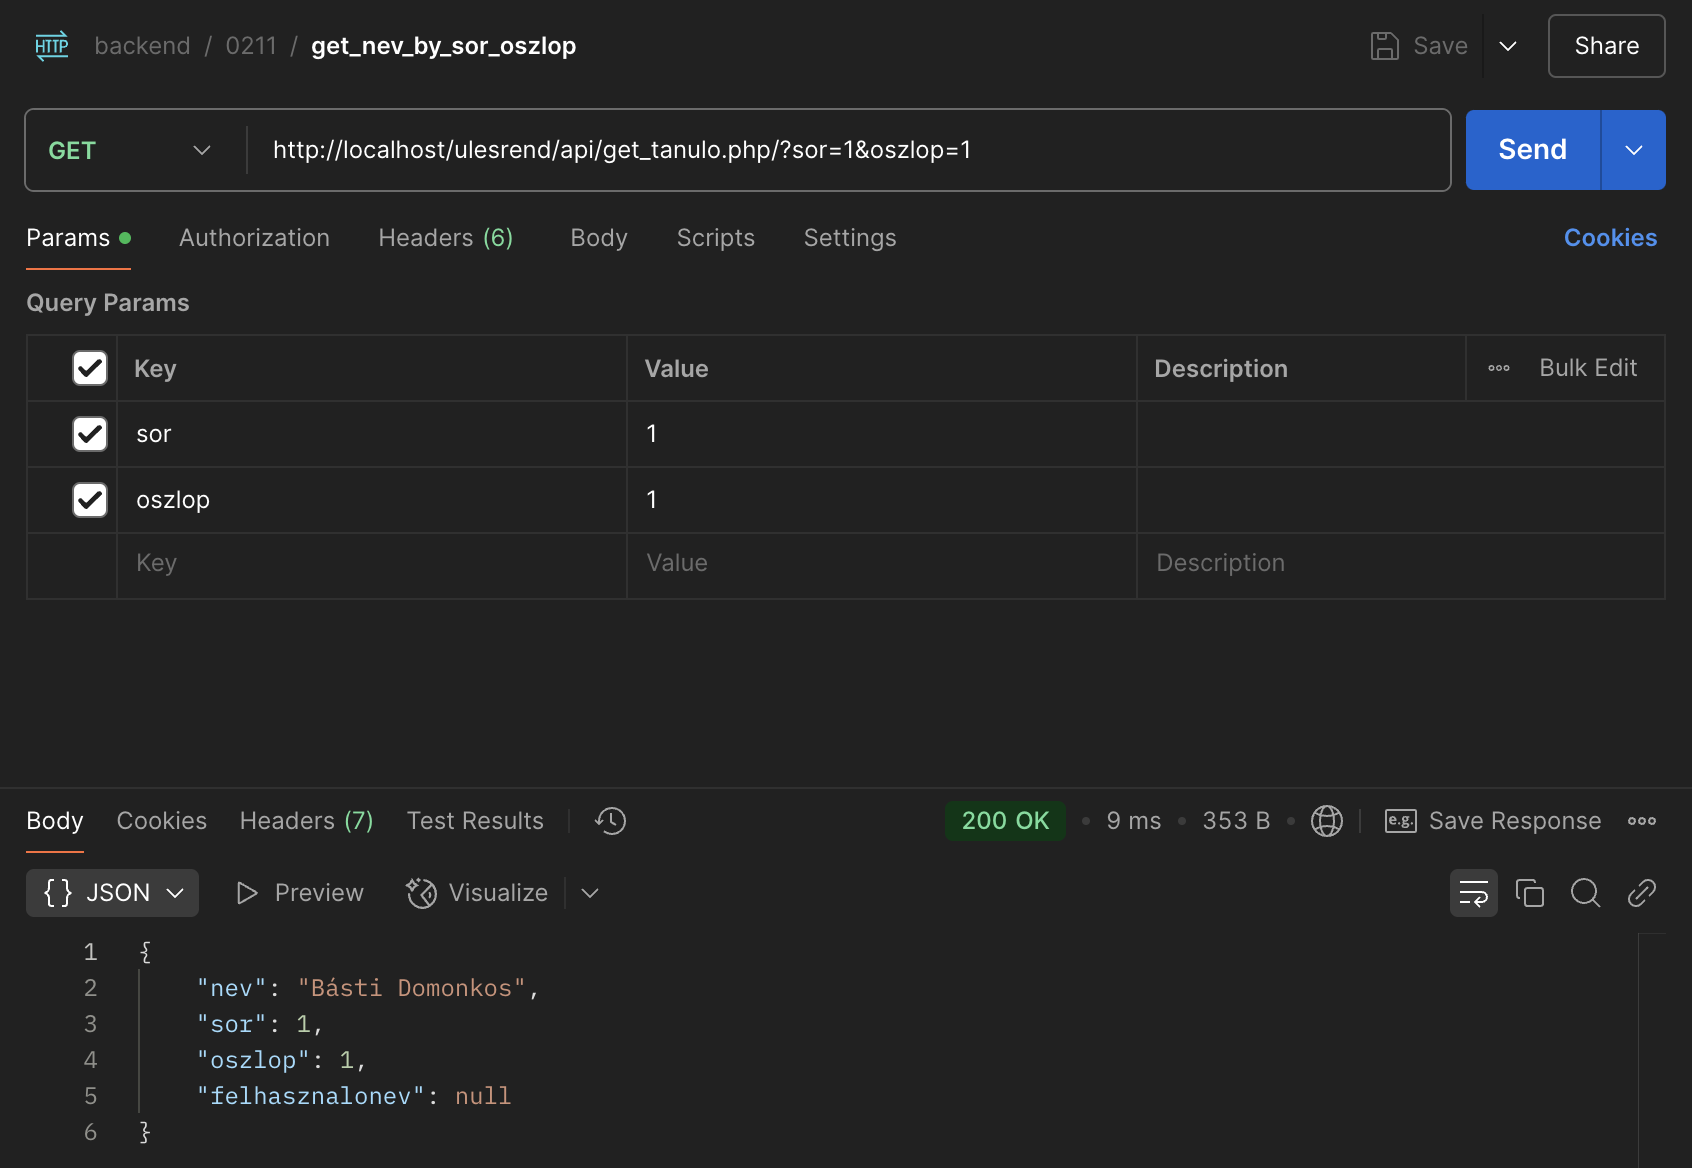 HTTP backend / 0211 / get_nev_by_sor_oszlop Save Share
GET http://localhost/ulesrend/api/get_tanulo.php/?sor=1&oszlop=1 Send
Params Authorization Headers (6) Body Scripts Settings Cookies
Query Params
Key Value Description Bulk Edit
sor 1
oszlop 1
Key Value Description
Body Cookies Headers (7) Test Results 200 OK • 9 ms • 353 B • e.g. Save Response
{} JSON Preview Visualize
1 {
2 "nev": "Básti Domonkos",
3 "sor": 1,
4 "oszlop": 1,
5 "felhasznalonev": null
6 }